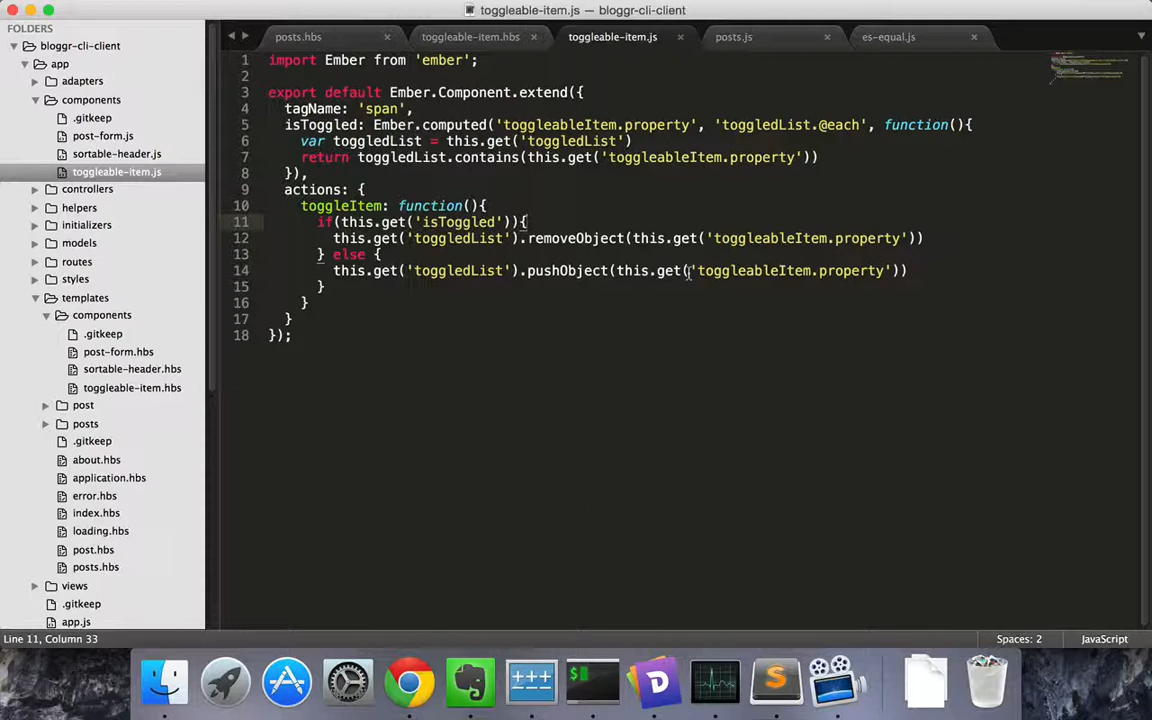 toggleable-item.js — bloggr-cli-client
FOLDERS
bloggr-cli-client
app
adapters
components
.gitkeep
post-form.js
sortable-header.js
toggleable-item.js
controllers
helpers
initializers
models
routes
styles
templates
components
.gitkeep
post-form.hbs
sortable-header.hbs
toggleable-item.hbs
post
posts
.gitkeep
about.hbs
application.hbs
error.hbs
index.hbs
loading.hbs
post.hbs
posts.hbs
views
.gitkeep
app.js
posts.hbs × toggleable-item.hbs × toggleable-item.js × posts.js × es-equal.js ×
1 import Ember from 'ember';
2
3 export default Ember.Component.extend({
4 tagName: 'span',
5 isToggled: Ember.computed('toggleableItem.property', 'toggledList.@each', function(){
6 var toggledList = this.get('toggledList')
7 return toggledList.contains(this.get('toggleableItem.property'))
8 }),
9 actions: {
10 toggleItem: function(){
11 if(this.get('isToggled')){
12 this.get('toggledList').removeObject(this.get('toggleableItem.property'))
13 } else {
14 this.get('toggledList').pushObject(this.get('toggleableItem.property'))
15 }
16 }
17 }
18 });
Line 11, Column 33 Spaces: 2 JavaScript